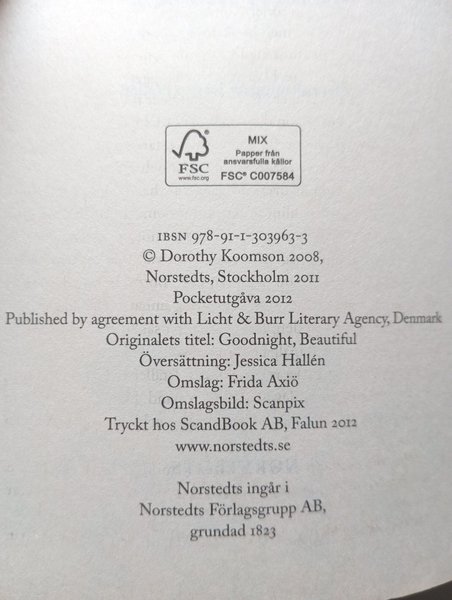 FSC
www.fsc.org
MIX
Papper från
ansvarsfulla källor
FSC® C007584
IBSN 978-91-1-303963-3
© Dorothy Koomson 2008,
Norstedts, Stockholm 2011
Pocketutgåva 2012
Published by agreement with Licht & Burr Literary Agency, Denmark
Originalets titel: Goodnight, Beautiful
Översättning: Jessica Hallén
Omslag: Frida Axiö
Omslagsbild: Scanpix
Tryckt hos ScandBook AB, Falun 2012
www.norstedts.se
Norstedts ingår i
Norstedts Förlagsgrupp AB,
grundad 1823